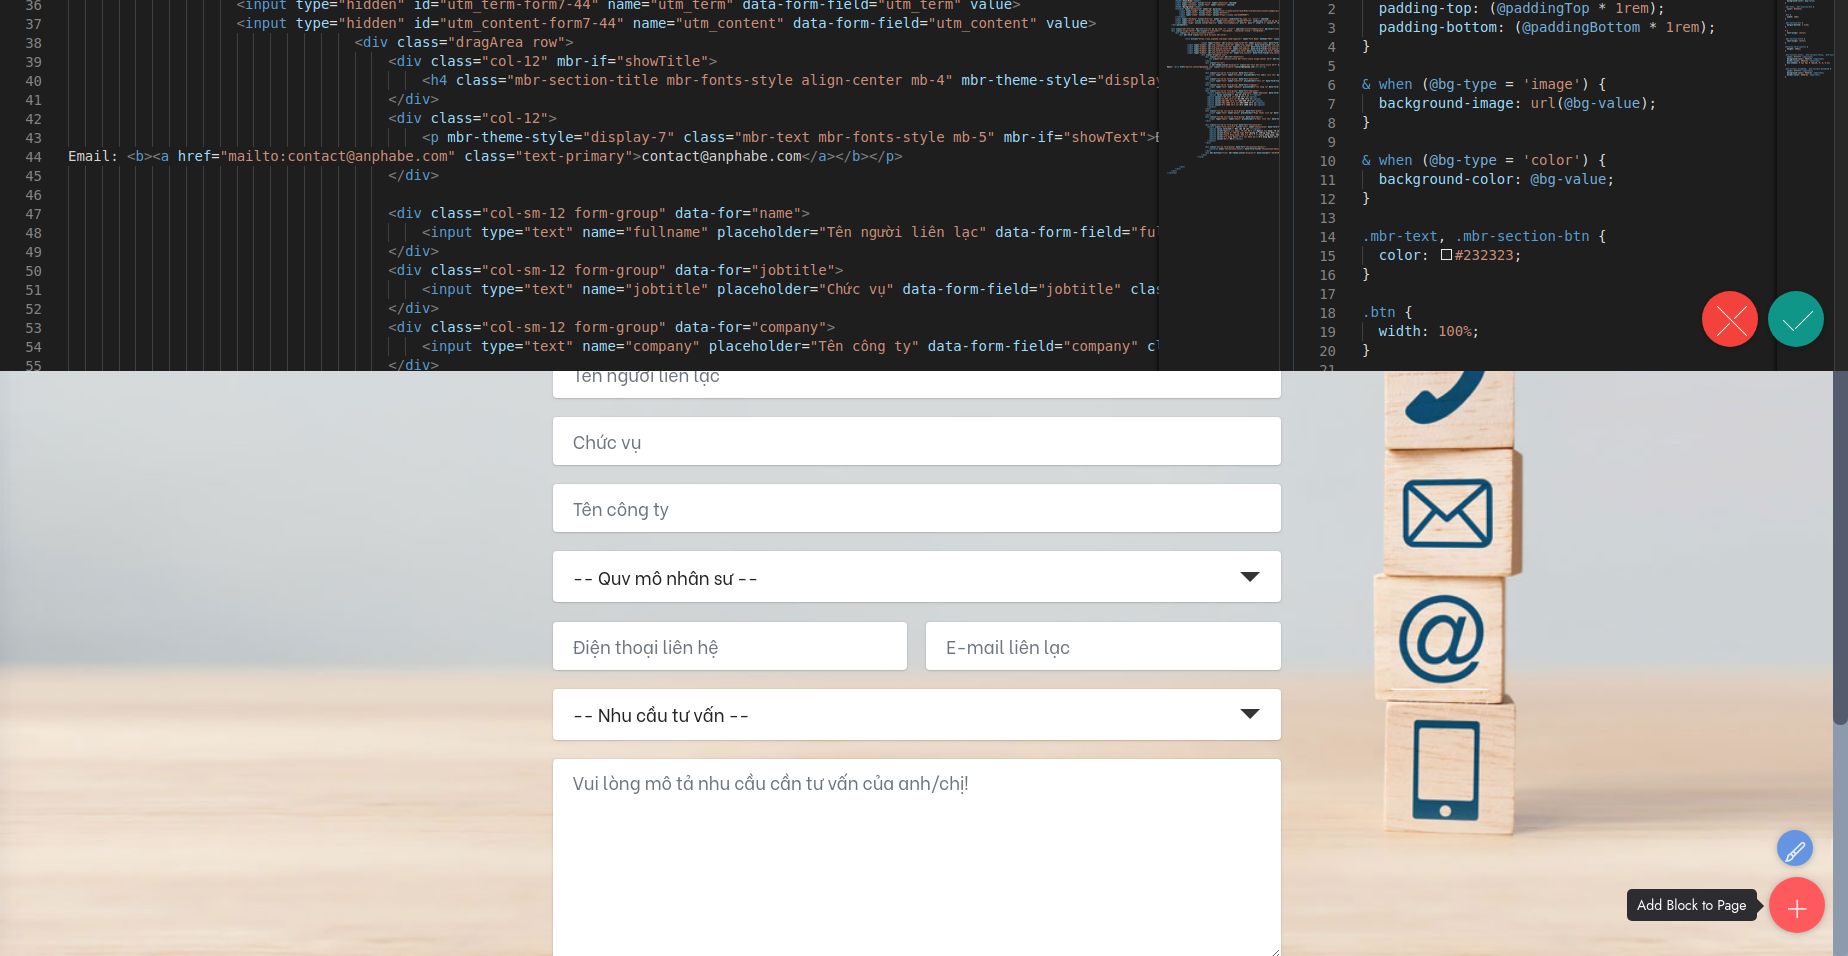 36 <input type="hidden" id="utm_term-form7-44" name="utm_term" data-form-field="utm_term" value>
37 <input type="hidden" id="utm_content-form7-44" name="utm_content" data-form-field="utm_content" value>
38 <div class="dragArea row">
39 <div class="col-12" mbr-if="showTitle">
40 <h4 class="mbr-section-title mbr-fonts-style align-center mb-4" mbr-theme-style="display
41 </div>
42 <div class="col-12">
43 <p mbr-theme-style="display-7" class="mbr-text mbr-fonts-style mb-5" mbr-if="showText">
44 Email: <b><a href="mailto:contact@anphabe.com" class="text-primary">contact@anphabe.com</a></b></p>
45 </div>
46
47 <div class="col-sm-12 form-group" data-for="name">
48 <input type="text" name="fullname" placeholder="Tên người liên lạc" data-form-field="ful
49 </div>
50 <div class="col-sm-12 form-group" data-for="jobtitle">
51 <input type="text" name="jobtitle" placeholder="Chức vụ" data-form-field="jobtitle" clas
52 </div>
53 <div class="col-sm-12 form-group" data-for="company">
54 <input type="text" name="company" placeholder="Tên công ty" data-form-field="company" cl
55 </div>
2 padding-top: (@paddingTop * 1rem);
3 padding-bottom: (@paddingBottom * 1rem);
4 }
5
6 & when (@bg-type = 'image') {
7 background-image: url(@bg-value);
8 }
9
10 & when (@bg-type = 'color') {
11 background-color: @bg-value;
12 }
13
14 .mbr-text, .mbr-section-btn {
15 color: #232323;
16 }
17
18 .btn {
19 width: 100%;
20 }
21
Tên người liên lạc
Chức vụ
Tên công ty
-- Quy mô nhân sự --
Điện thoại liên hệ
E-mail liên lạc
-- Nhu cầu tư vấn --
Vui lòng mô tả nhu cầu cần tư vấn của anh/chị!
@
Add Block to Page